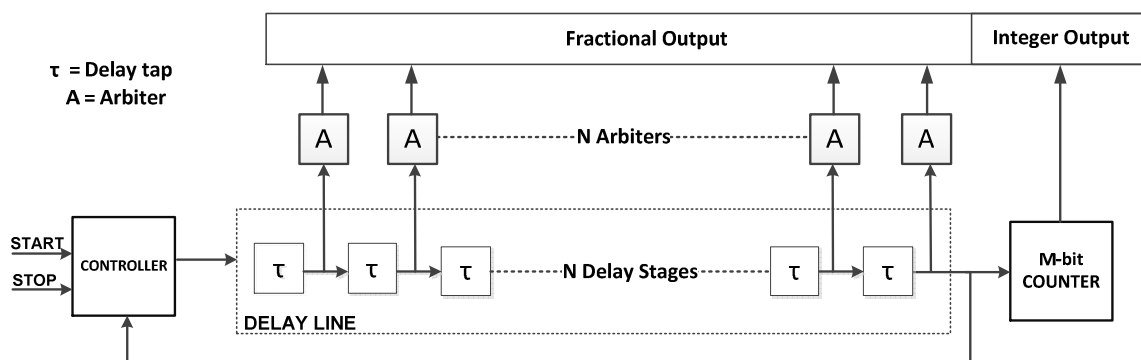 Fractional Output
Integer Output
τ = Delay tap
A = Arbiter
A
A
N Arbiters
A
A
START
STOP
CONTROLLER
τ
τ
τ
N Delay Stages
τ
τ
M-bit
COUNTER
DELAY LINE